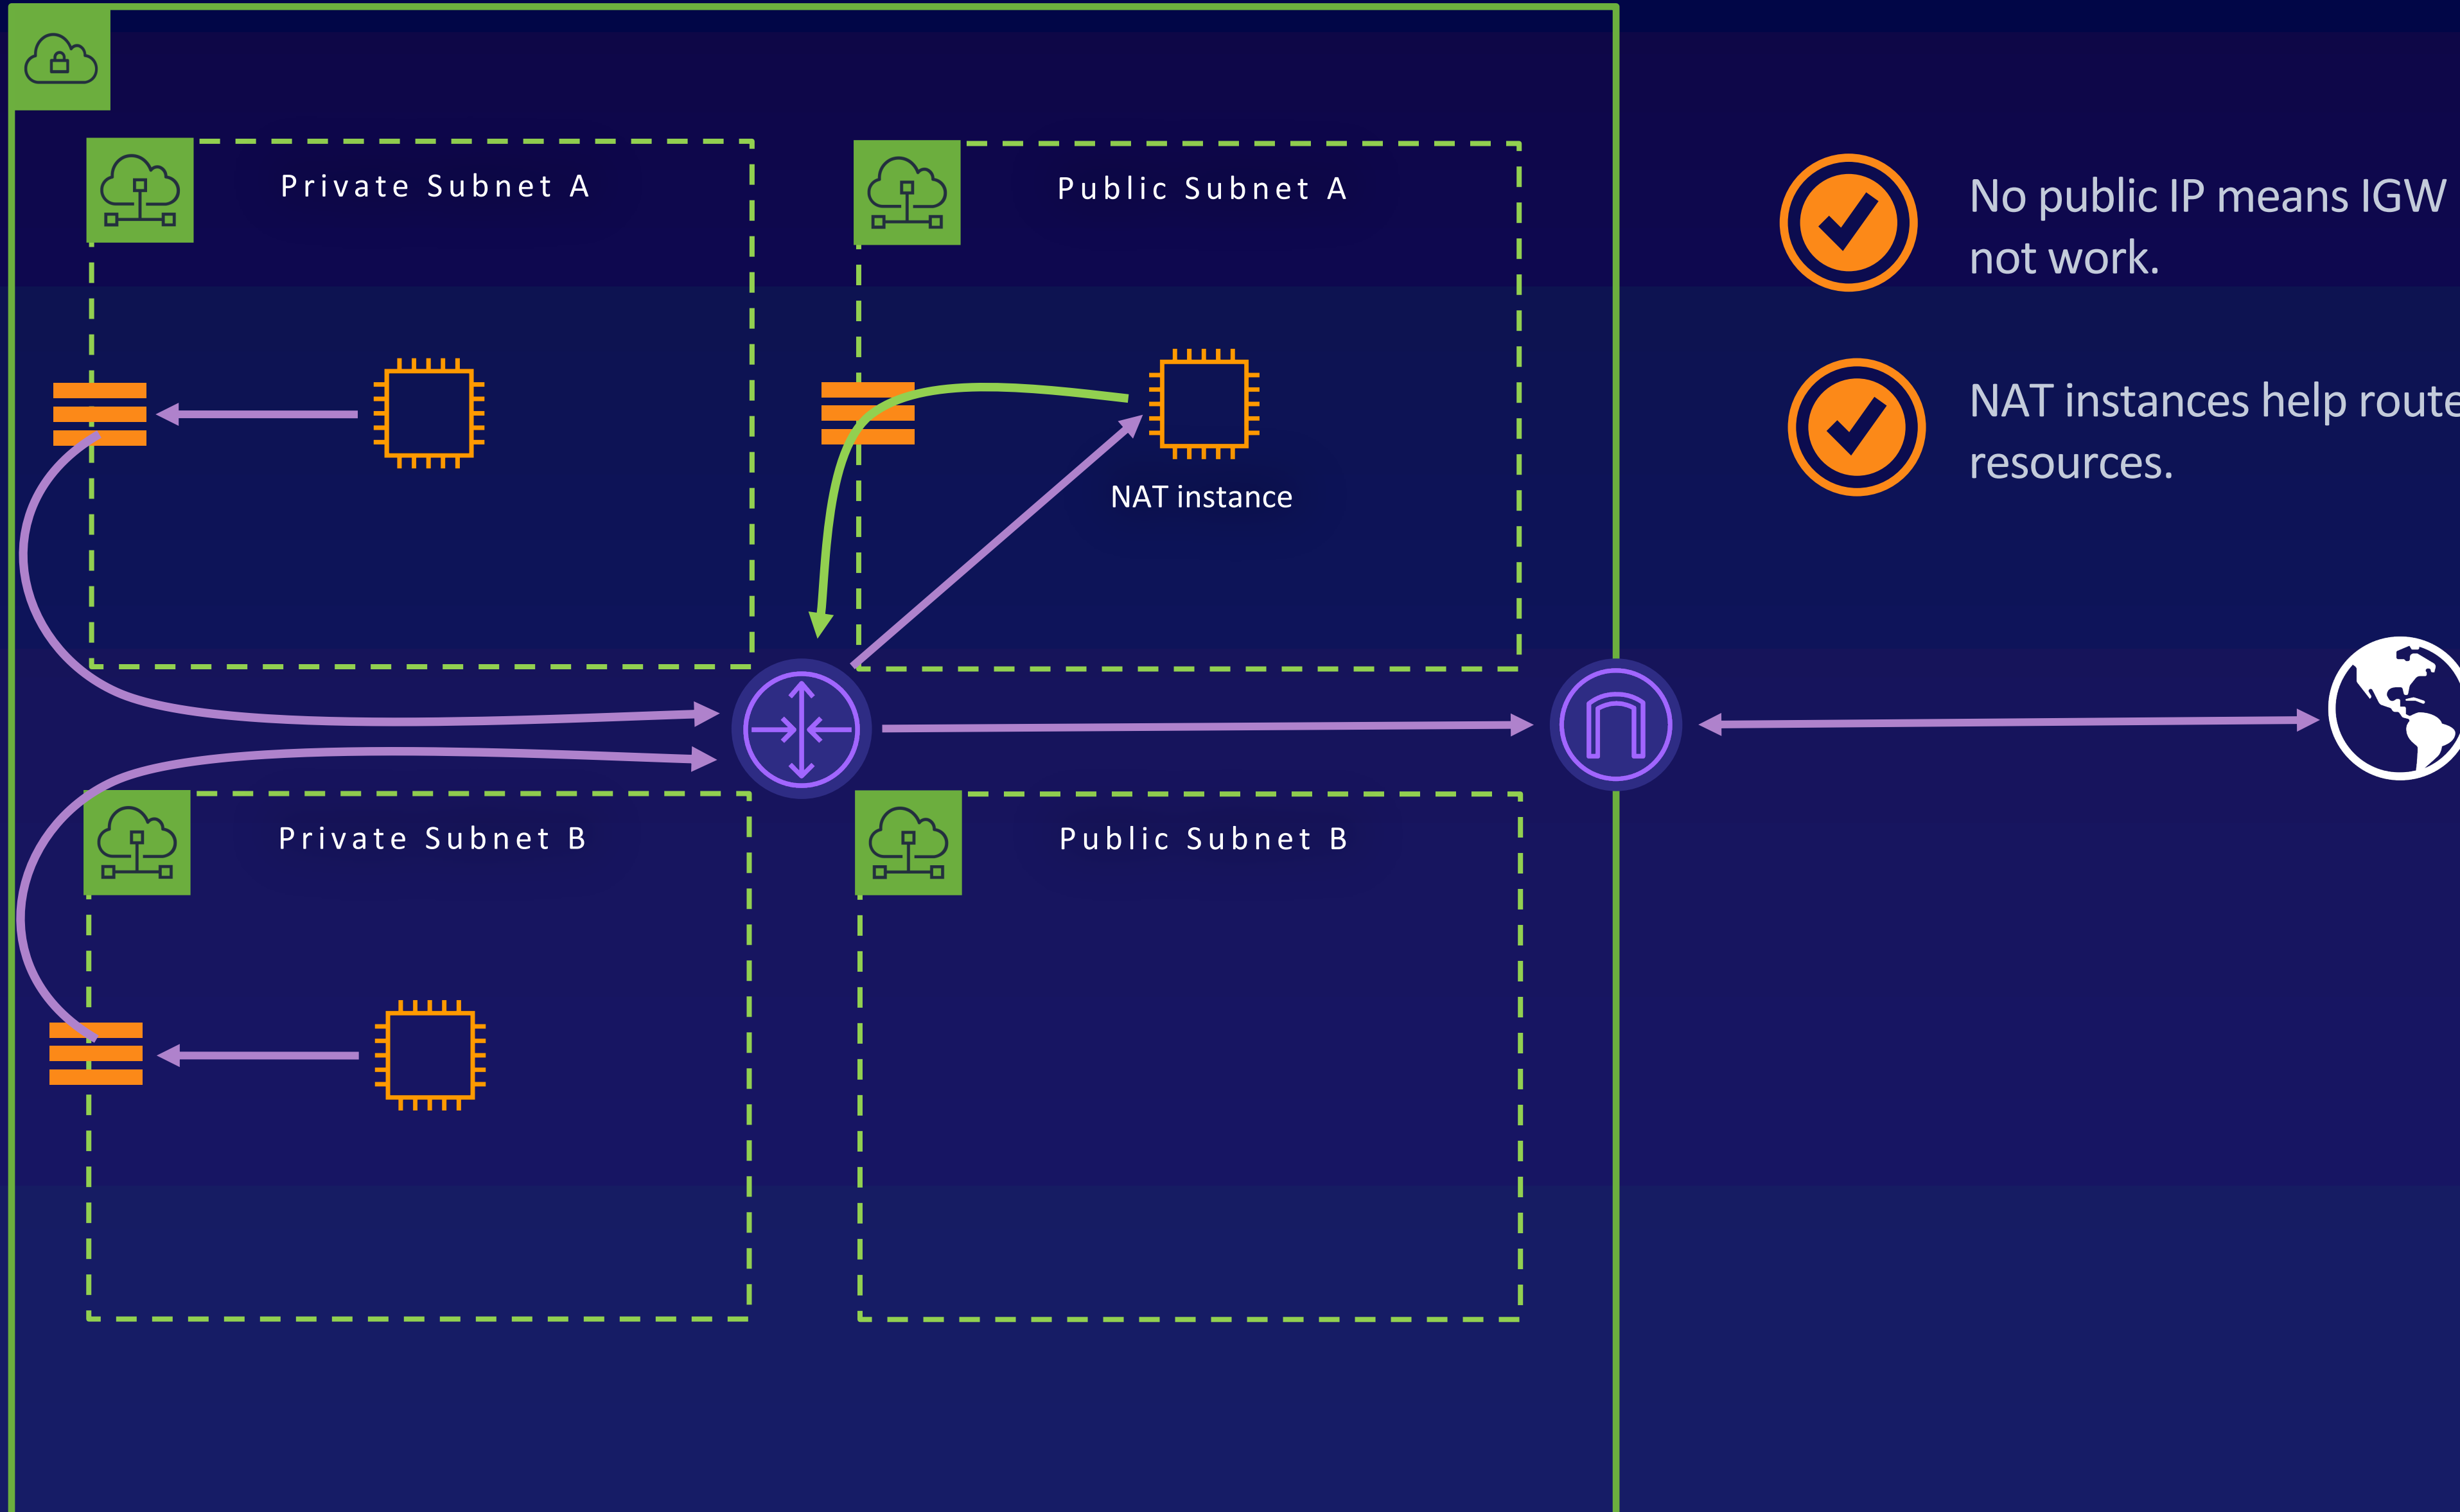 Private Subnet A
Public Subnet A
No public IP means IGW
not work.
NAT instances help route
resources.
NAT instance
Private Subnet B
Public Subnet B